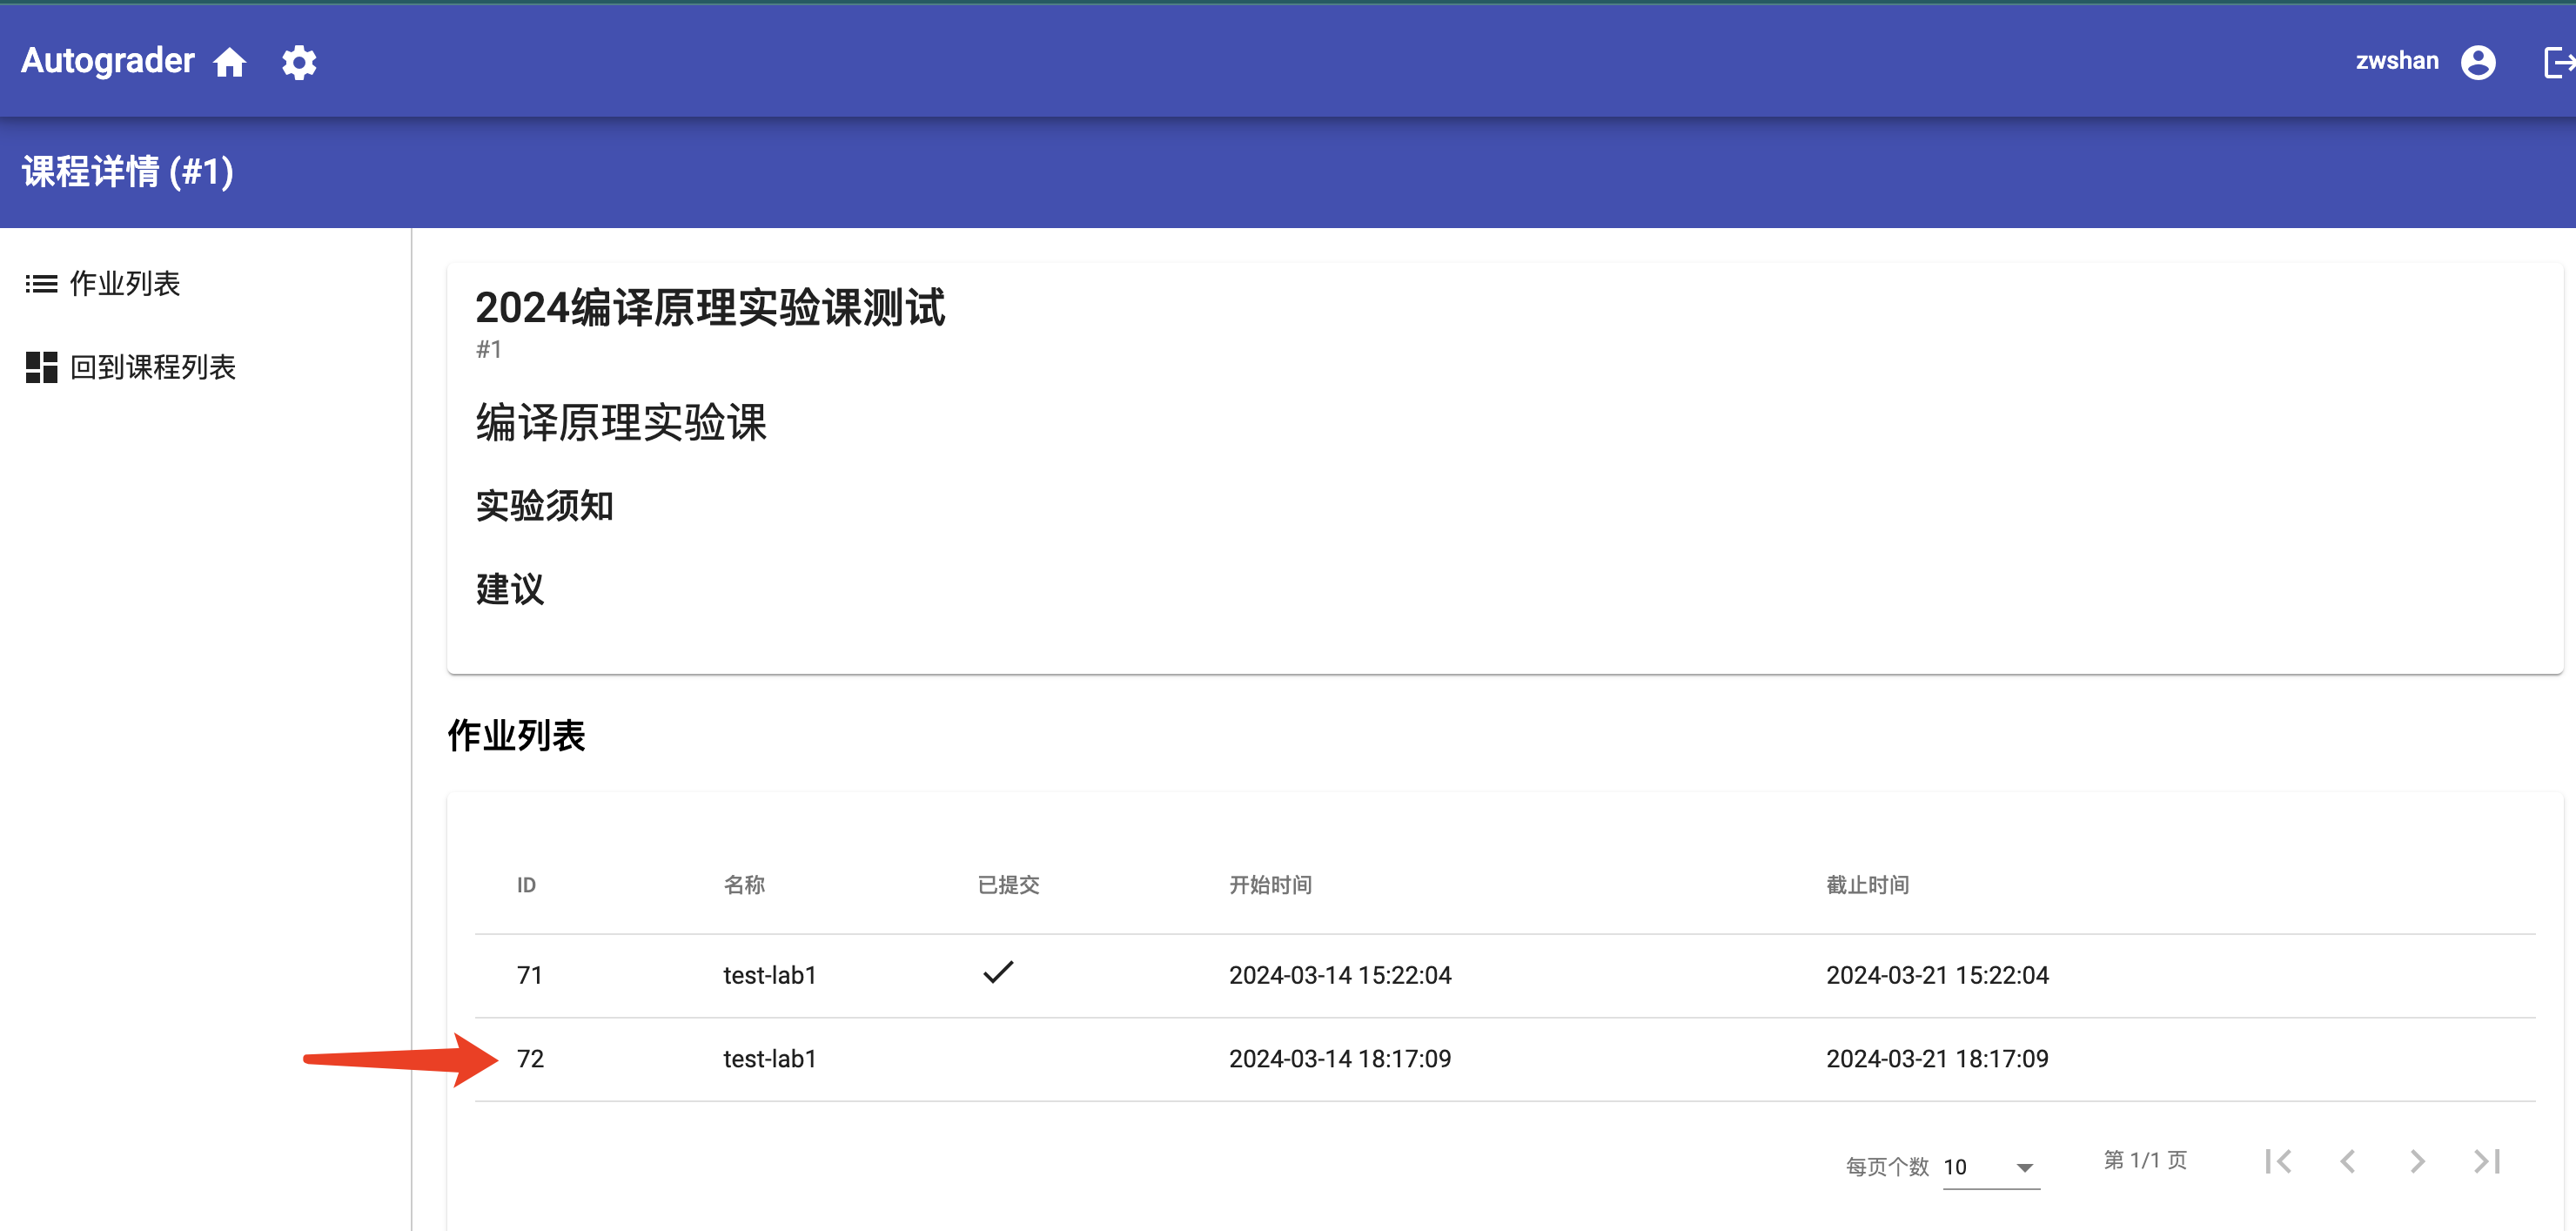 Autograder
zwshan
课程详情 (#1)
作业列表
回到课程列表
2024编译原理实验课测试
#1
编译原理实验课
实验须知
建议
作业列表
ID 名称 已提交 开始时间 截止时间
71 test-lab1 2024-03-14 15:22:04 2024-03-21 15:22:04
72 test-lab1 2024-03-14 18:17:09 2024-03-21 18:17:09
每页个数 10 第 1/1 页